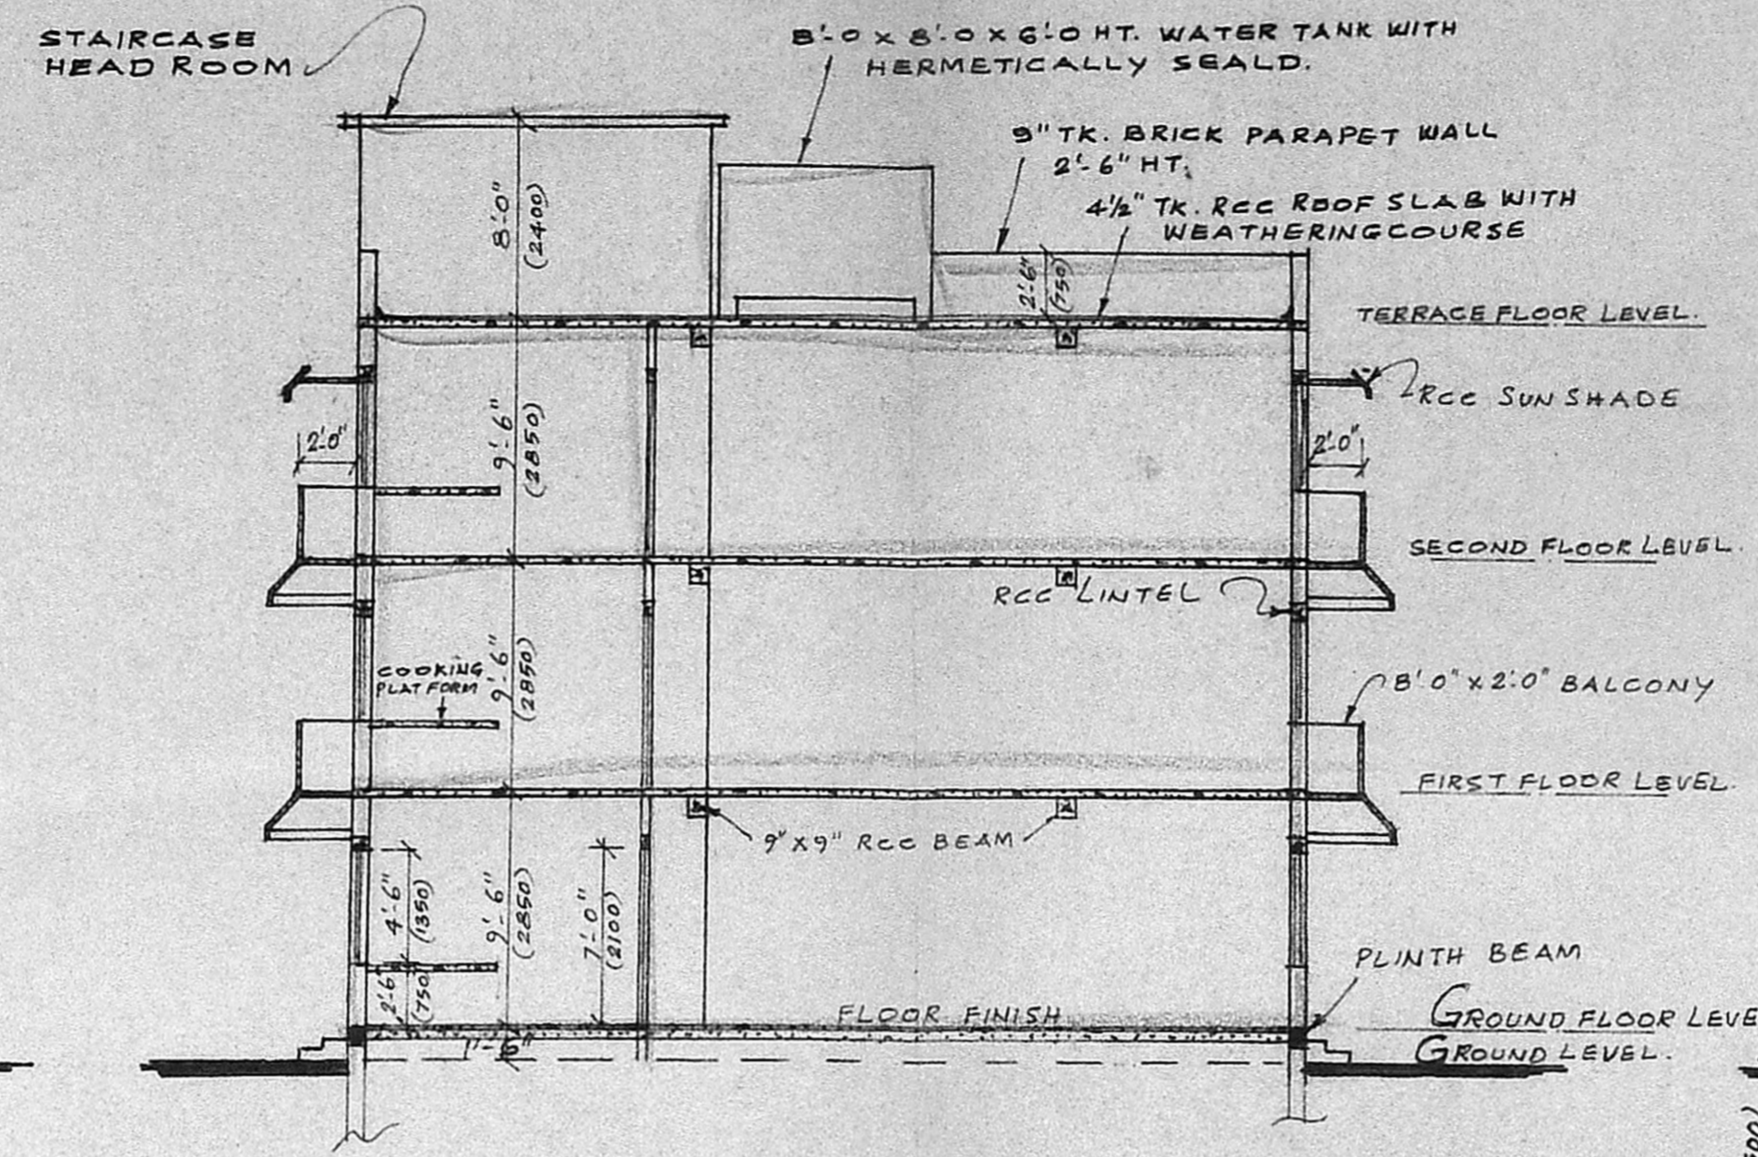 STAIRCASE
HEAD ROOM
8'-0 x 8'-0 x 6'-0 HT. WATER TANK WITH
HERMETICALLY SEALD.
9" TK. BRICK PARAPET WALL
2'-6" HT.
4½" TK. RCC ROOF SLAB WITH
WEATHERING COURSE
8'-0"
(2400)
2'-6"
(750)
TERRACE FLOOR LEVEL.
RCC SUN SHADE
2'-0"
9'-6"
(2850)
2'-0"
SECOND FLOOR LEVEL.
RCC LINTEL
COOKING
PLATFORM
9'-6"
(2850)
8'-0" x 2'-0" BALCONY
FIRST FLOOR LEVEL.
9" x 9" RCC BEAM
4'-6"
(1350)
9'-6"
(2850)
7'-0"
(2100)
2'-6"
(750)
PLINTH BEAM
FLOOR FINISH
GROUND FLOOR LEVE
1'-6"
GROUND LEVEL.